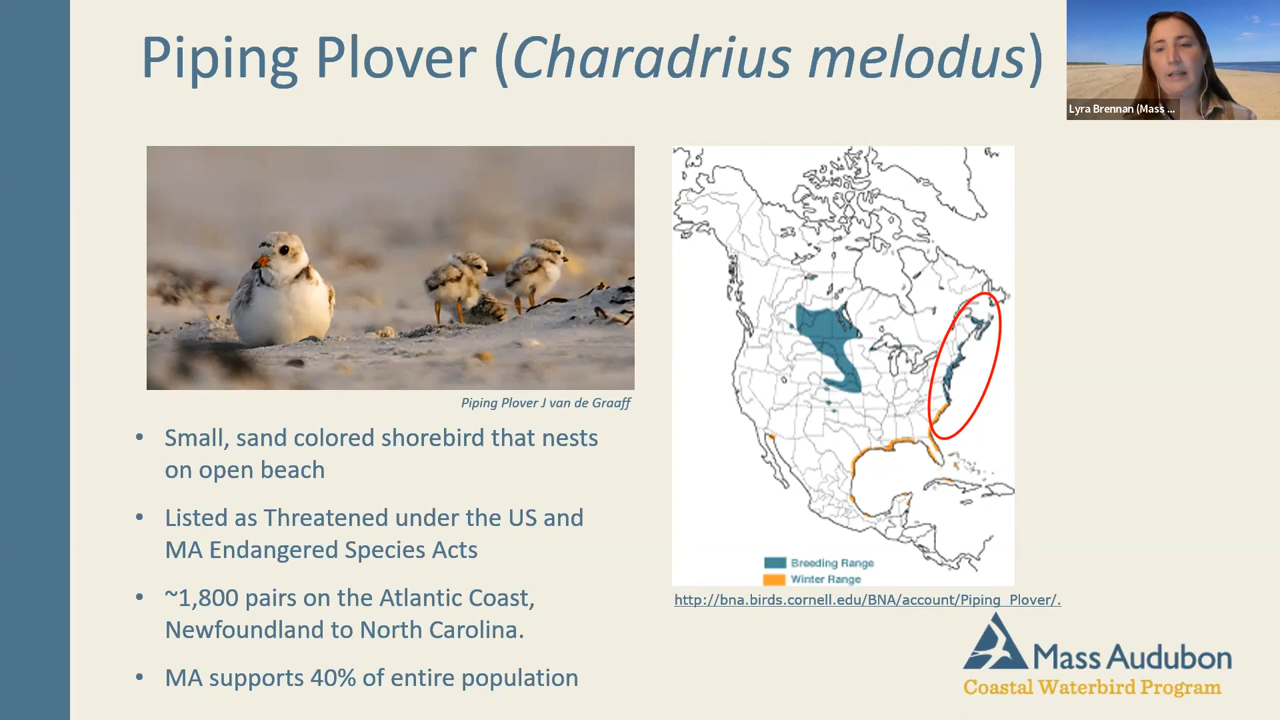 Piping Plover (Charadrius melodus)
Lyra Brennan (Mass ...
Piping Plover J van de Graaff
• Small, sand colored shorebird that nests
on open beach
• Listed as Threatened under the US and
MA Endangered Species Acts
• ~1,800 pairs on the Atlantic Coast,
Newfoundland to North Carolina.
• MA supports 40% of entire population
Breeding Range
Winter Range
http://bna.birds.cornell.edu/BNA/account/Piping_Plover/.
Mass Audubon
Coastal Waterbird Program